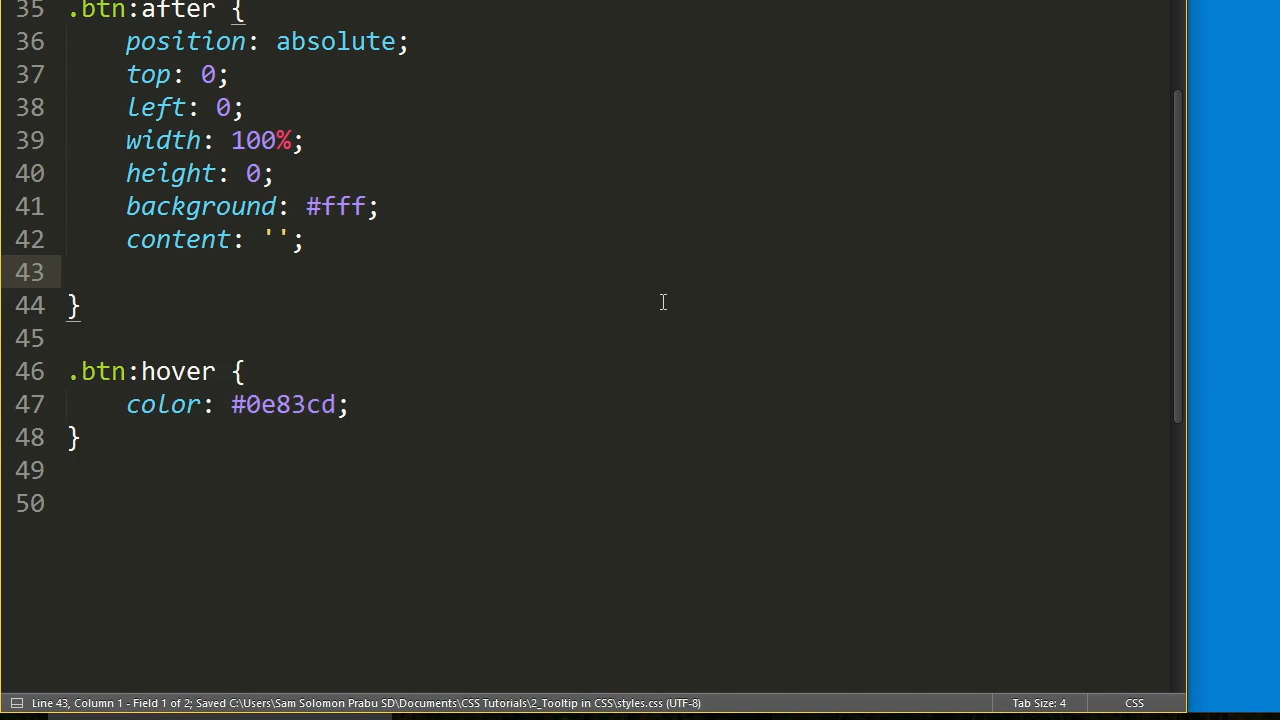 35 .btn:after {
36 position: absolute;
37 top: 0;
38 left: 0;
39 width: 100%;
40 height: 0;
41 background: #fff;
42 content: '';
43
44 }
45
46 .btn:hover {
47 color: #0e83cd;
48 }
49
50
Line 43, Column 1 - Field 1 of 2; Saved C:\Users\Sam Solomon Prabu SD\Documents\CSS Tutorials\2_Tooltip in CSS\styles.css (UTF-8) Tab Size: 4 CSS